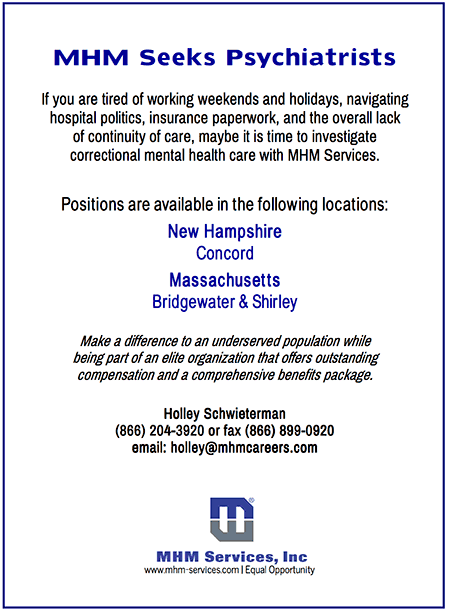 MHM Seeks Psychiatrists
If you are tired of working weekends and holidays, navigating
hospital politics, insurance paperwork, and the overall lack
of continuity of care, maybe it is time to investigate
correctional mental health care with MHM Services.
Positions are available in the following locations:
New Hampshire
Concord
Massachusetts
Bridgewater & Shirley
Make a difference to an underserved population while
being part of an elite organization that offers outstanding
compensation and a comprehensive benefits package.
Holley Schwieterman
(866) 204-3920 or fax (866) 899-0920
email: holley@mhmcareers.com
®
MHM Services, Inc
www.mhm-services.com | Equal Opportunity